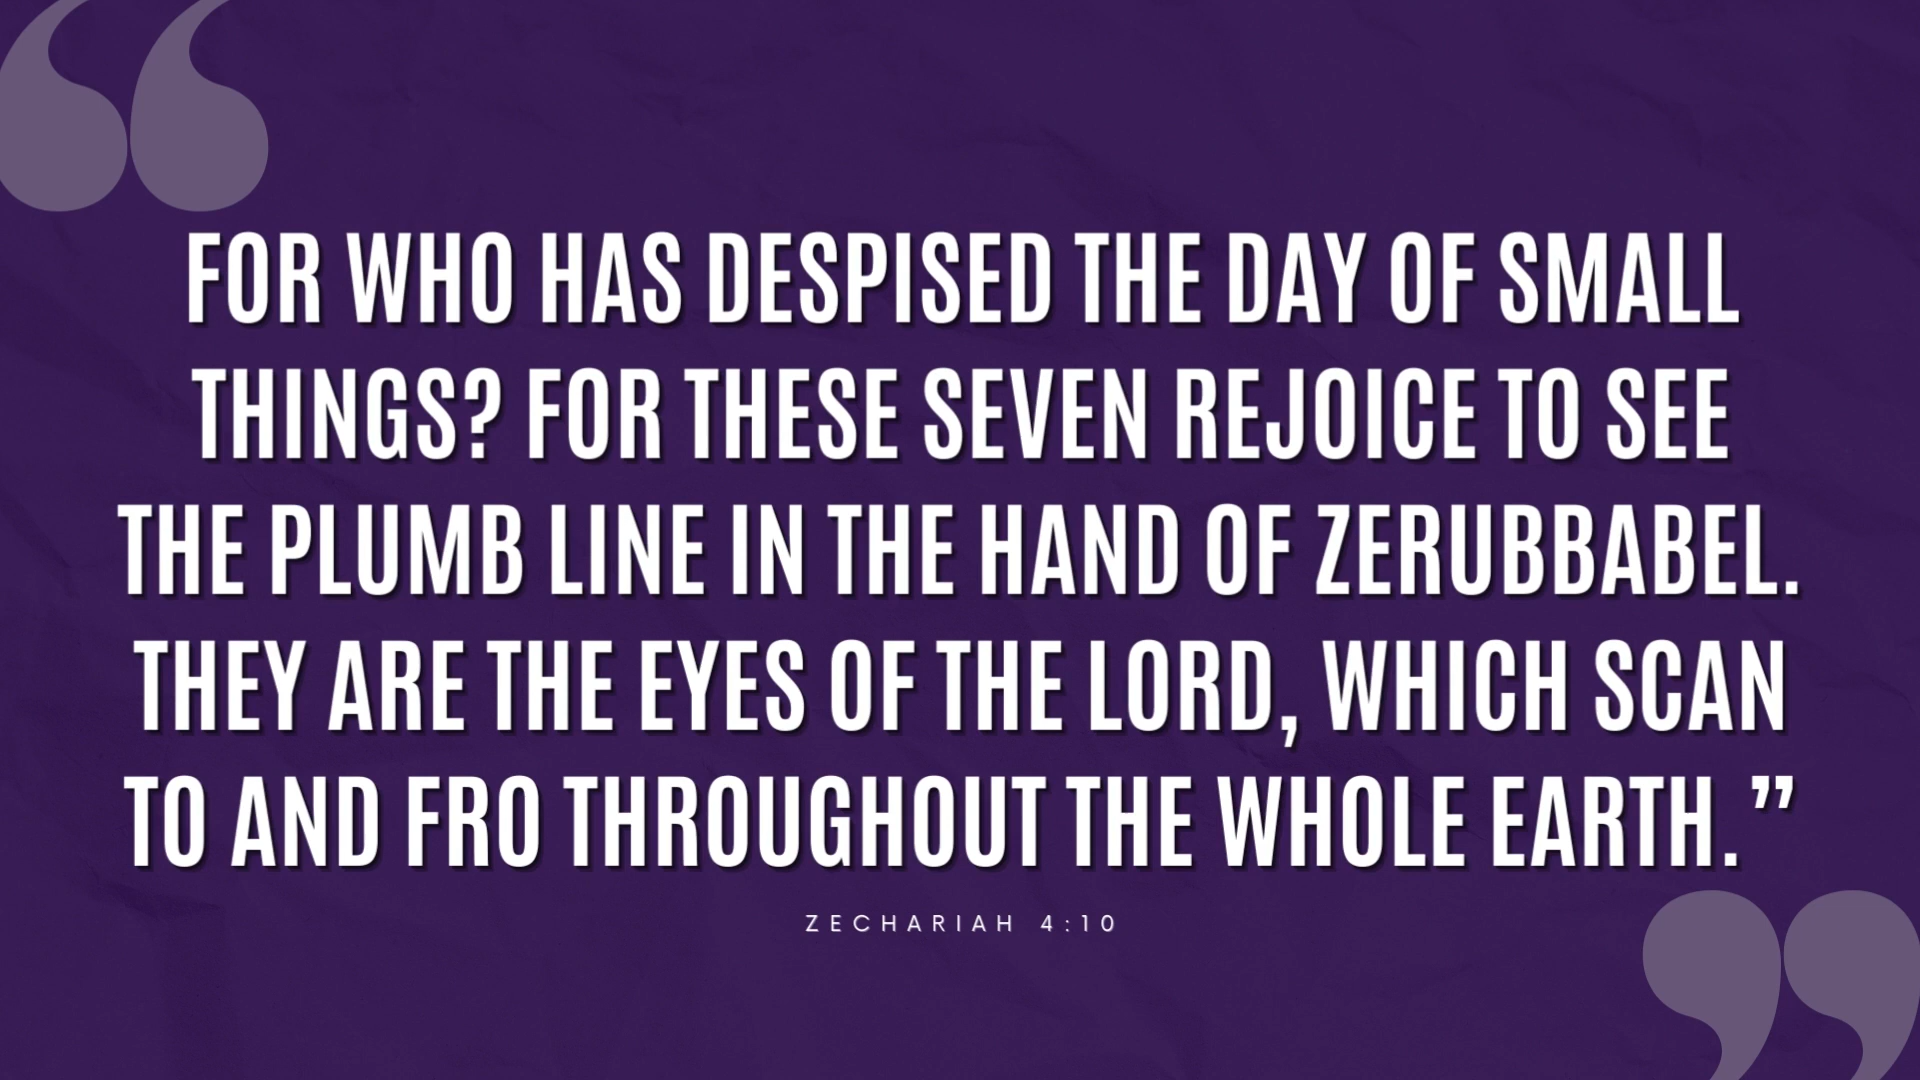 FOR WHO HAS DESPISED THE DAY OF SMALL
THINGS? FOR THESE SEVEN REJOICE TO SEE
THE PLUMB LINE IN THE HAND OF ZERUBBABEL.
THEY ARE THE EYES OF THE LORD, WHICH SCAN
TO AND FRO THROUGHOUT THE WHOLE EARTH.”
ZECHARIAH 4:10